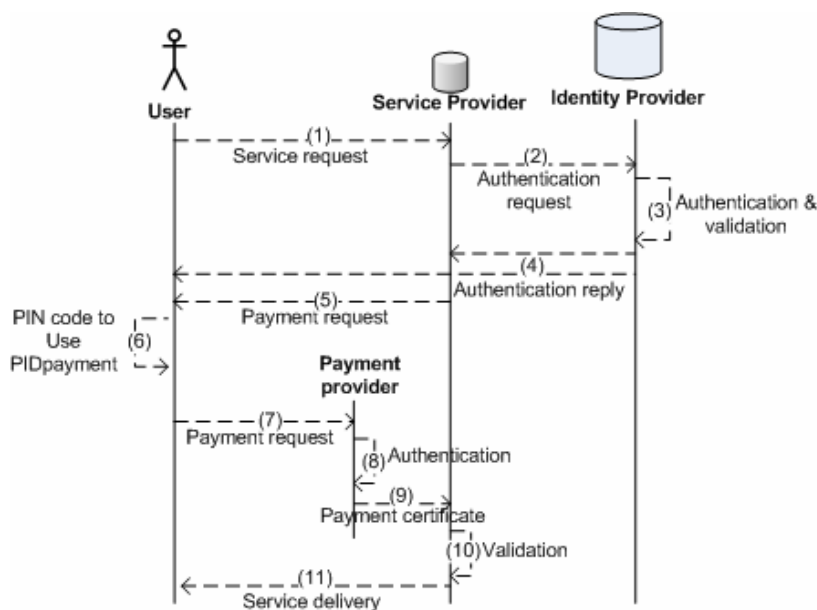 User
Service Provider
Identity Provider
(1)
Service request
(2)
Authentication
request
(3)
Authentication &
validation
(4)
Authentication reply
(5)
Payment request
PIN code to
Use
PIDpayment
(6)
Payment
provider
(7)
Payment request
(8)
Authentication
(9)
Payment certificate
(10)
Validation
(11)
Service delivery